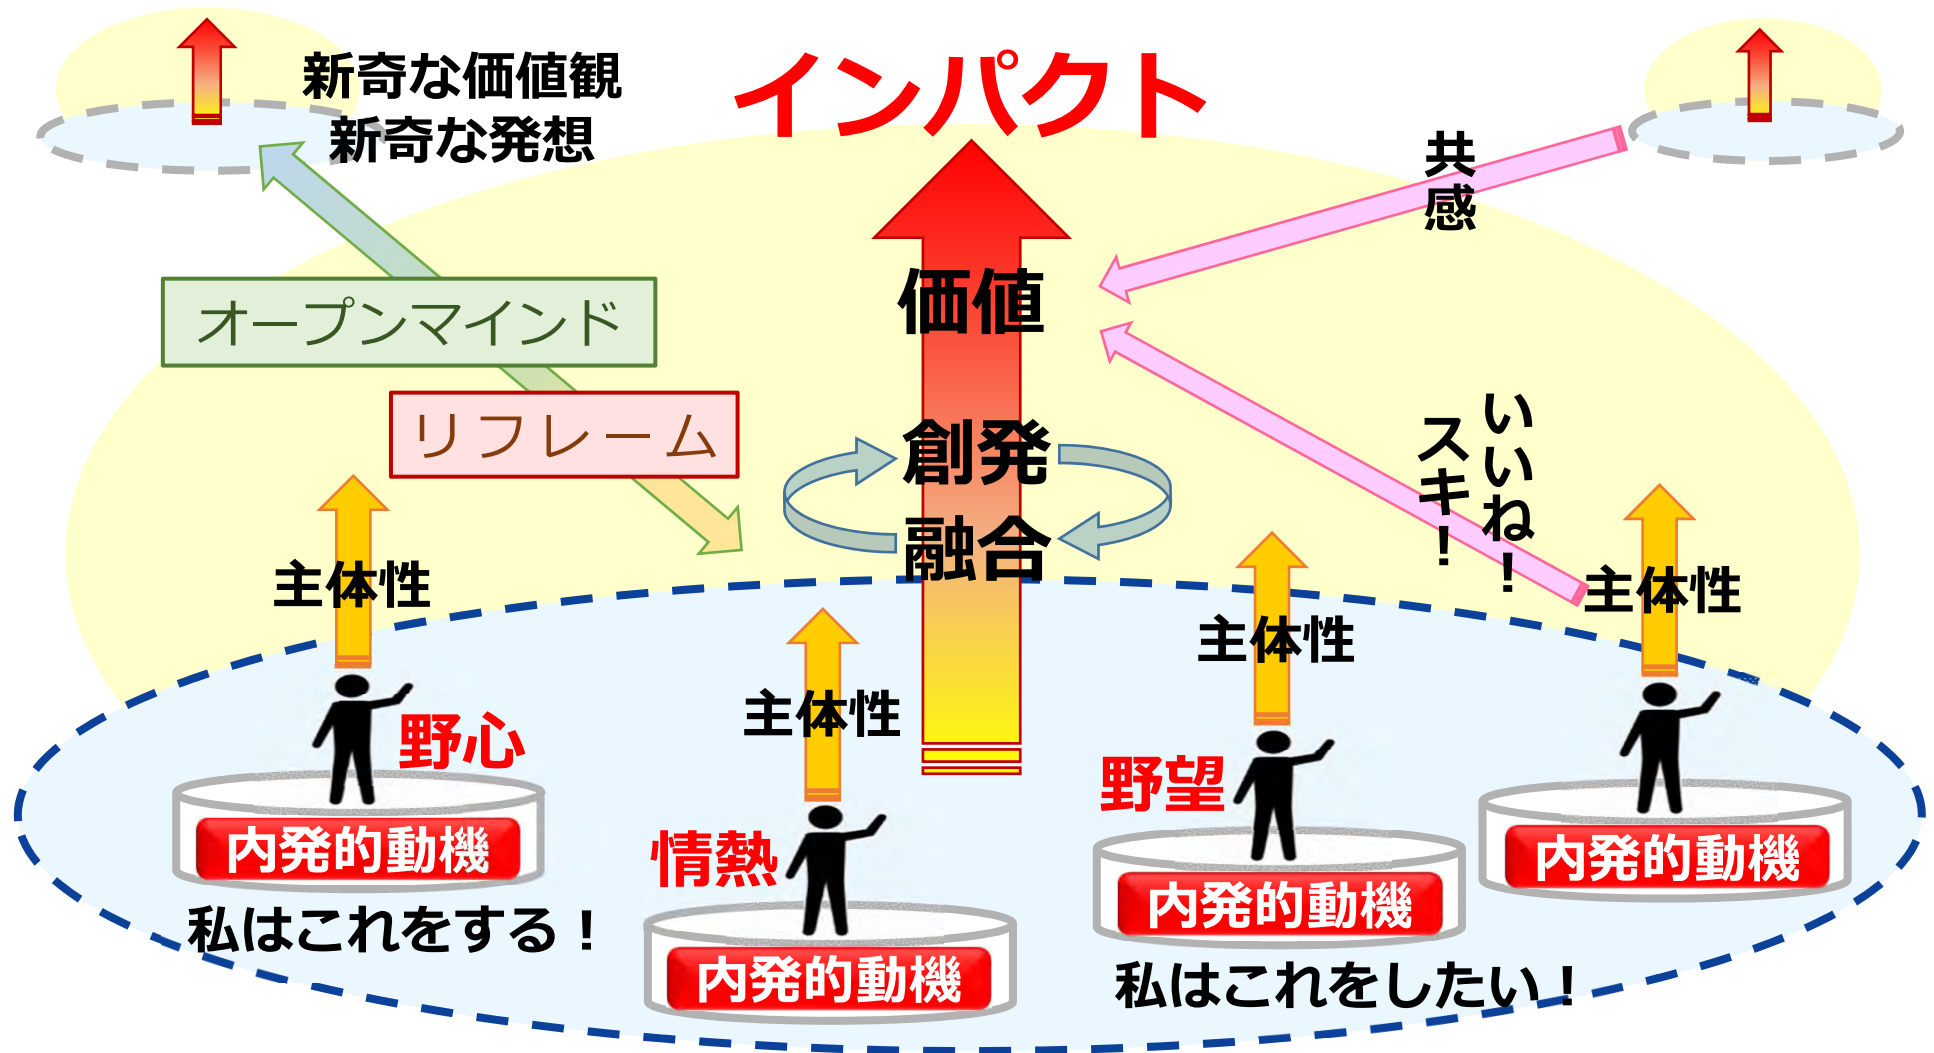 新奇な価値観
新奇な発想
インパクト
共感
価値
オープンマインド
リフレーム
創発
融合
いいね！
スキ！
主体性
主体性
主体性
主体性
野心
内発的動機
私はこれをする！
情熱
内発的動機
野望
内発的動機
私はこれをしたい！
内発的動機